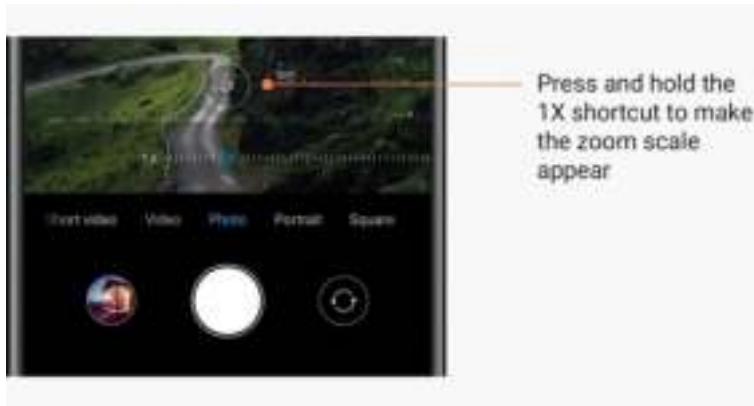 Press and hold the
1X shortcut to make
the zoom scale
appear
Short video Video Photo Portrait Square